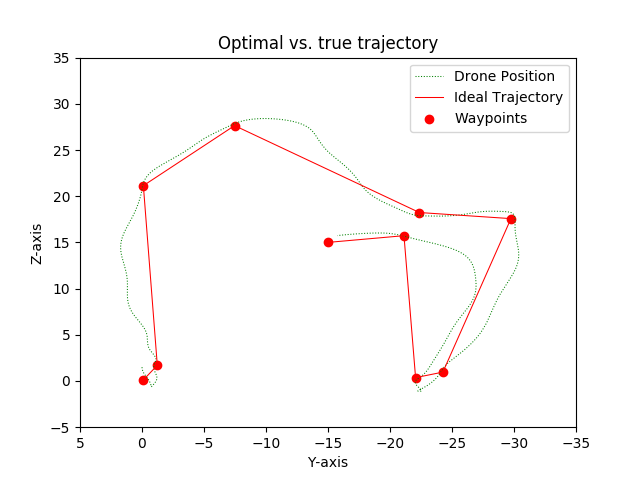 Optimal vs. true trajectory
Drone Position
Ideal Trajectory
Waypoints
Z-axis
35
30
25
20
15
10
5
0
−5
5 0 −5 −10 −15 −20 −25 −30 −35
Y-axis